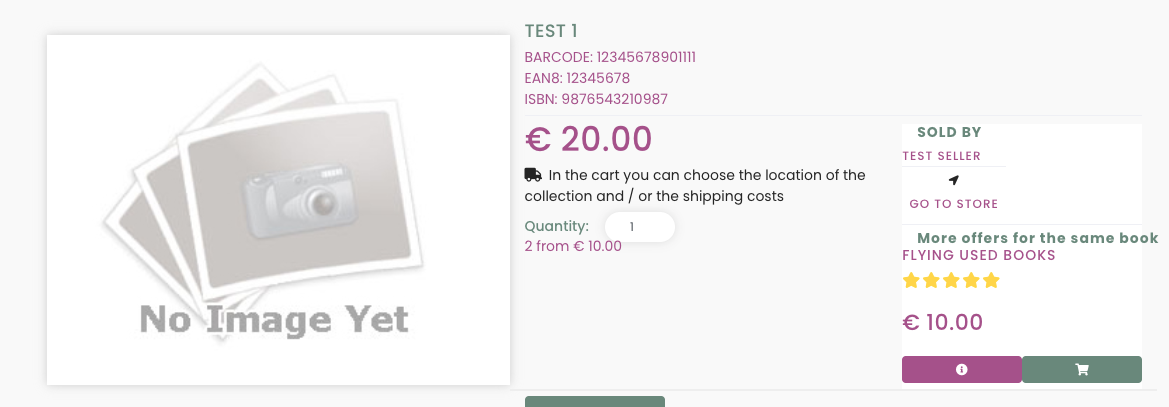 TEST 1
BARCODE: 12345678901111
EAN8: 12345678
ISBN: 9876543210987
€ 20.00
In the cart you can choose the location of the
collection and / or the shipping costs
Quantity: 1
2 from € 10.00
No Image Yet
SOLD BY
TEST SELLER
GO TO STORE
More offers for the same book
FLYING USED BOOKS
€ 10.00